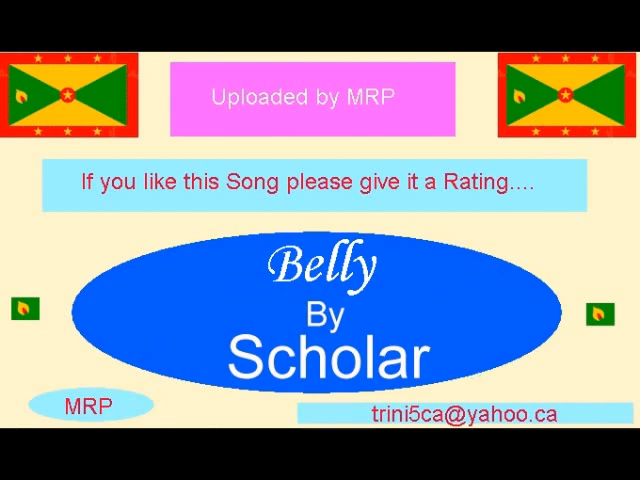 Uploaded by MRP
If you like this Song please give it a Rating....
Belly
By
Scholar
MRP
trini5ca@yahoo.ca